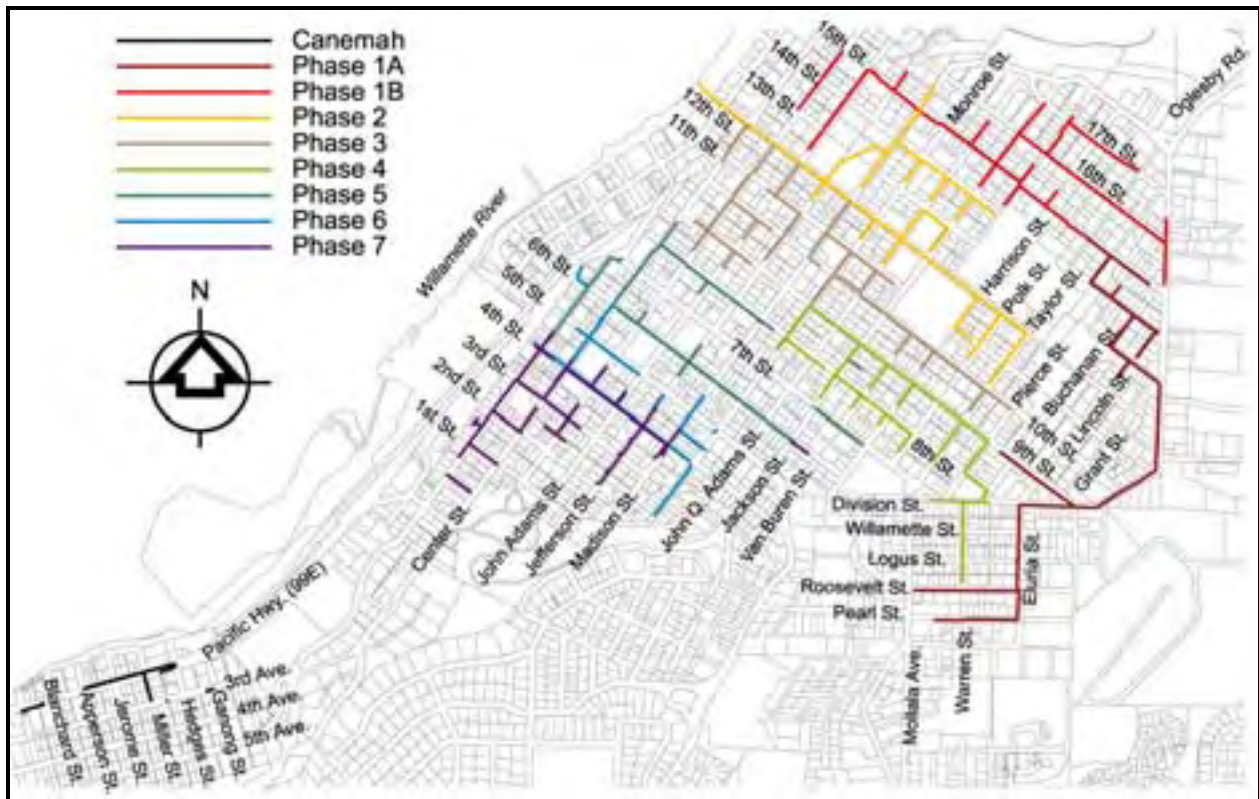 Canemah
Phase 1A
Phase 1B
Phase 2
Phase 3
Phase 4
Phase 5
Phase 6
Phase 7
N
15th St.
14th St.
13th St.
12th St.
11th St.
Monroe St.
Oglesby Rd.
17th St.
16th St.
Willamette River
6th St.
5th St.
4th St.
3rd St.
2nd St.
1st St.
Harrison St.
Polk St.
Taylor St.
7th St.
Pierce St.
Buchanan St.
Lincoln St.
10th S
9th St.
Grant St.
8th St.
Center St.
John Adams St.
Jefferson St.
Madison St.
John Q. Adams St.
Jackson St.
Van Buren St.
Division St.
Willamette St.
Logus St.
Roosevelt St.
Pearl St.
Eluria St.
Mollala Ave.
Warren St.
Pacific Hwy. (99E)
3rd Ave.
4th Ave.
5th Ave.
Blanchard St.
Apperson St.
Jerome St.
Miller St.
Hedges St.
Ganong St.